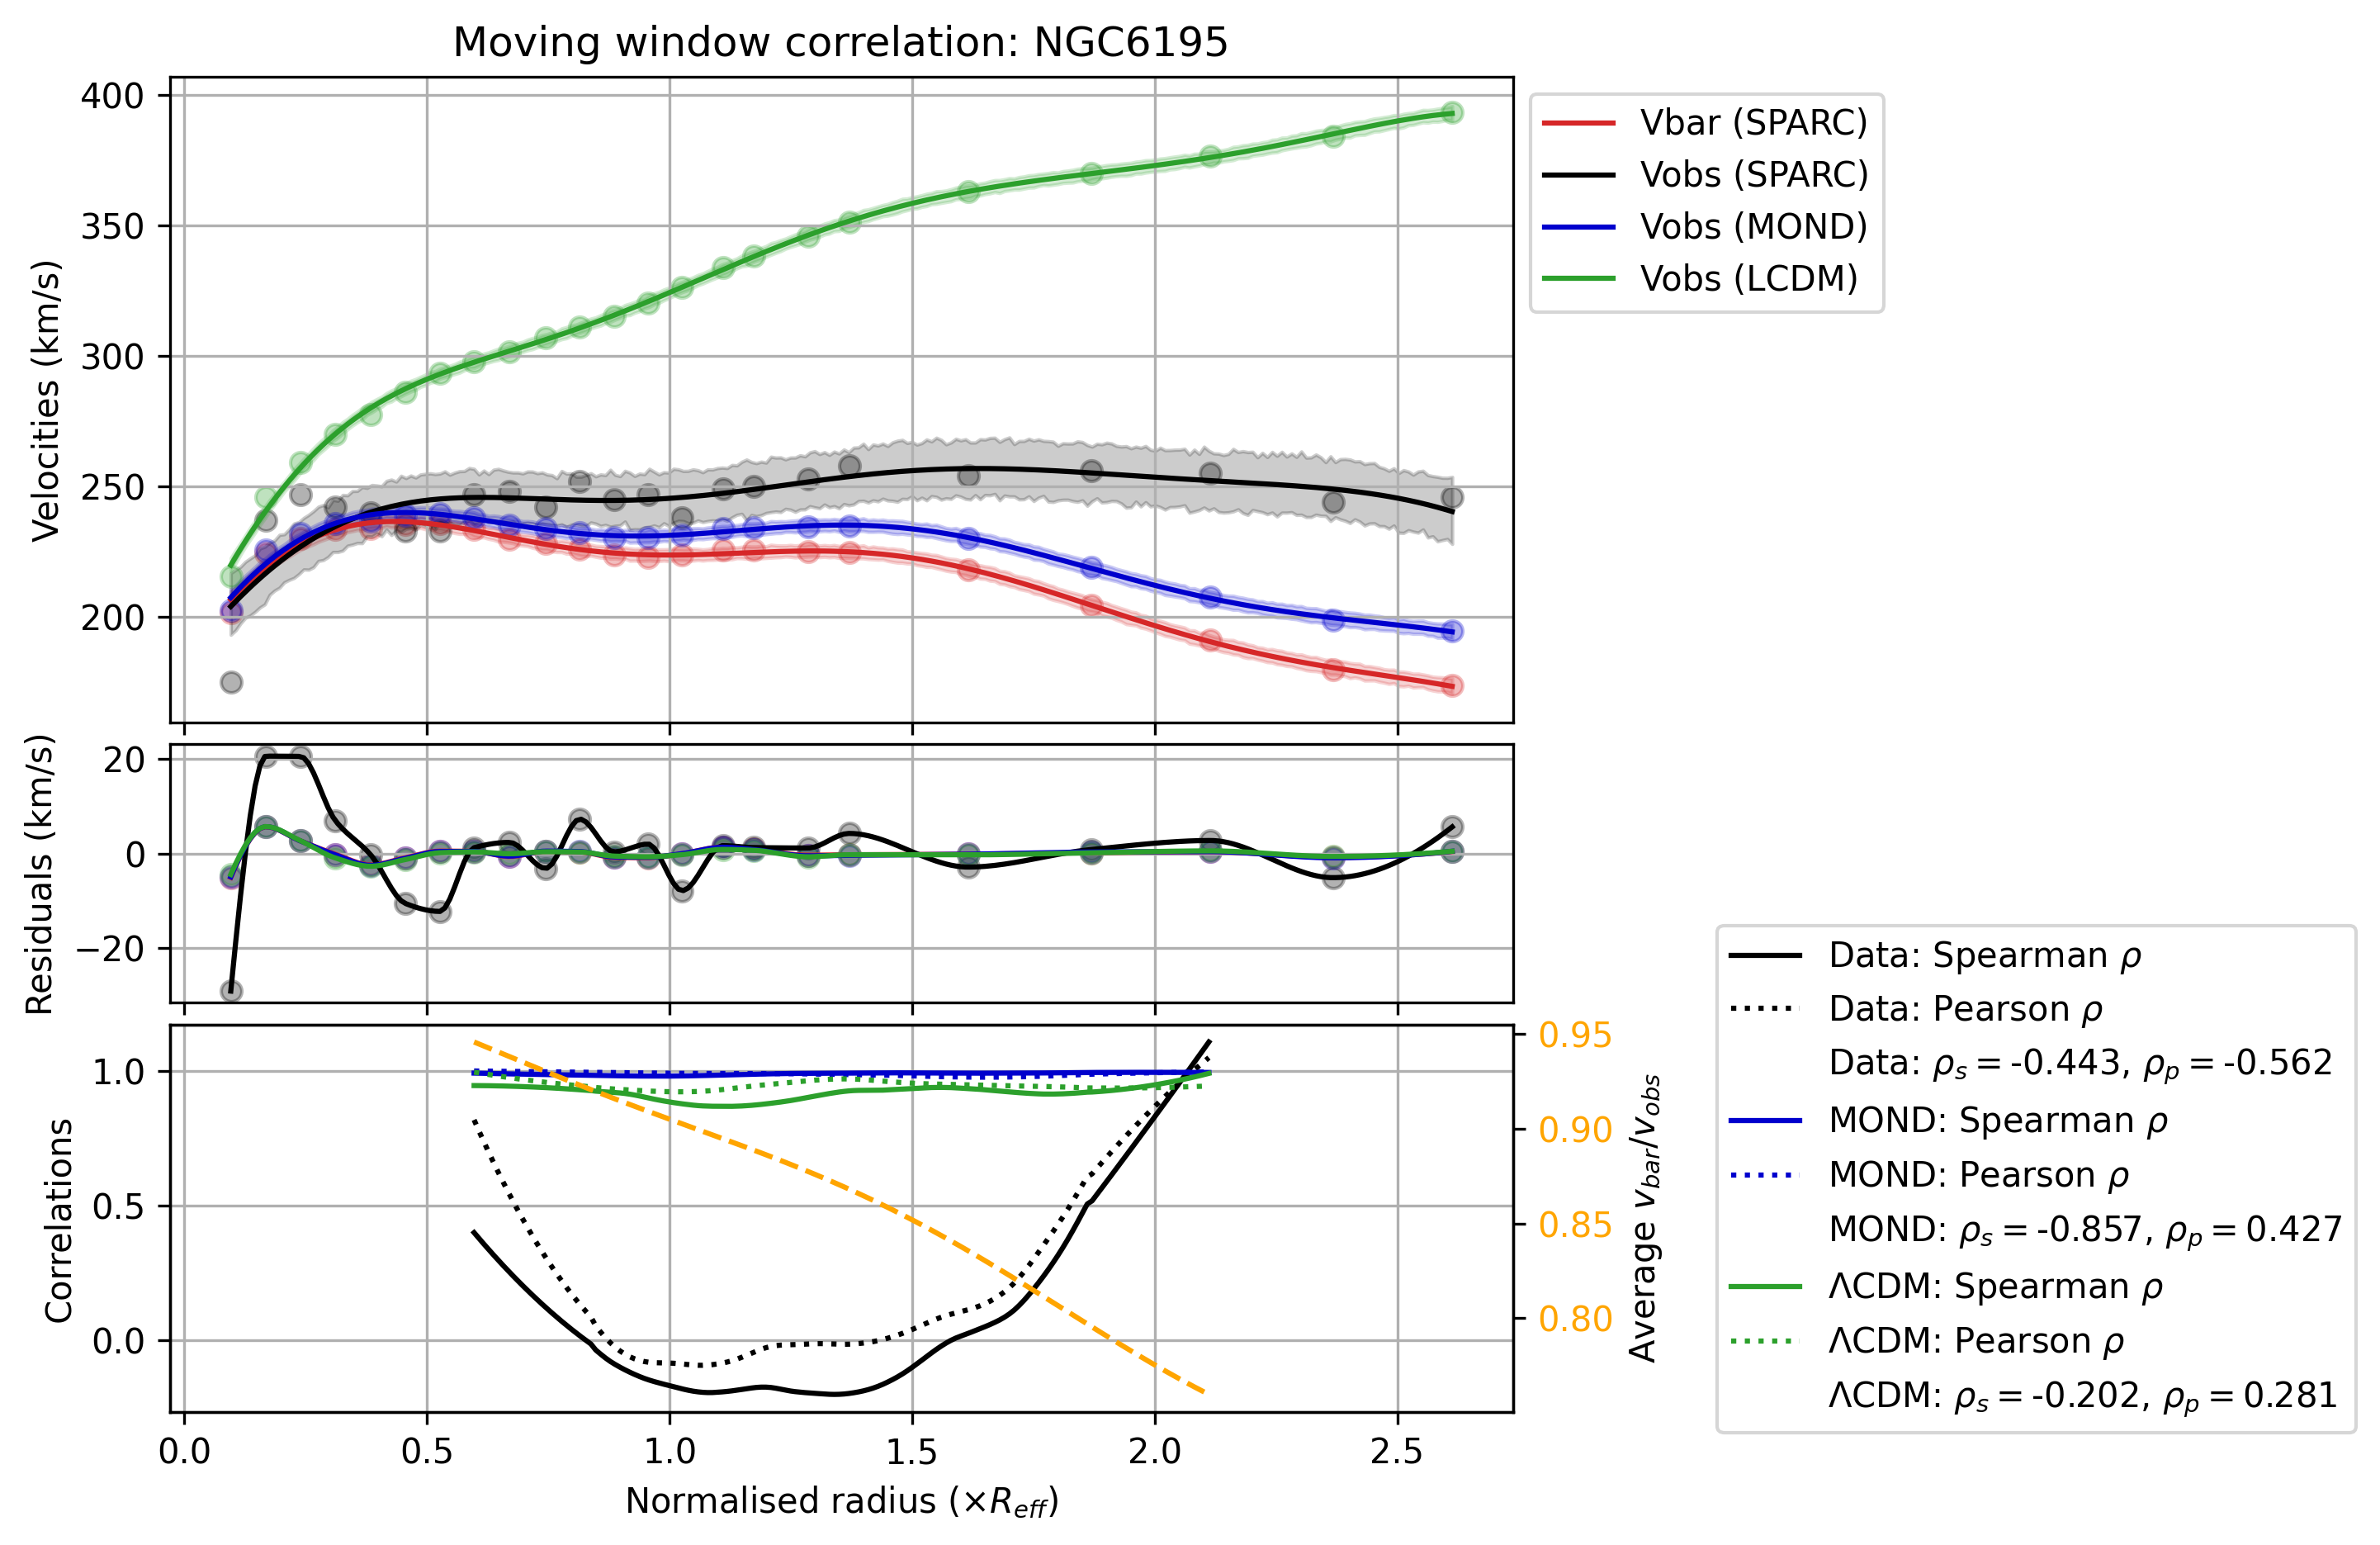 Moving window correlation: NGC6195
400
350
300
250
200
Velocities (km/s)
Vbar (SPARC)
Vobs (SPARC)
Vobs (MOND)
Vobs (LCDM)
20
0
−20
Residuals (km/s)
1.0
0.5
0.0
Correlations
0.95
0.90
0.85
0.80
Average v_bar/v_obs
0.0 0.5 1.0 1.5 2.0 2.5
Normalised radius (×R_eff)
Data: Spearman ρ
Data: Pearson ρ
Data: ρ_s = -0.443, ρ_p = -0.562
MOND: Spearman ρ
MOND: Pearson ρ
MOND: ρ_s = -0.857, ρ_p = 0.427
ΛCDM: Spearman ρ
ΛCDM: Pearson ρ
ΛCDM: ρ_s = -0.202, ρ_p = 0.281